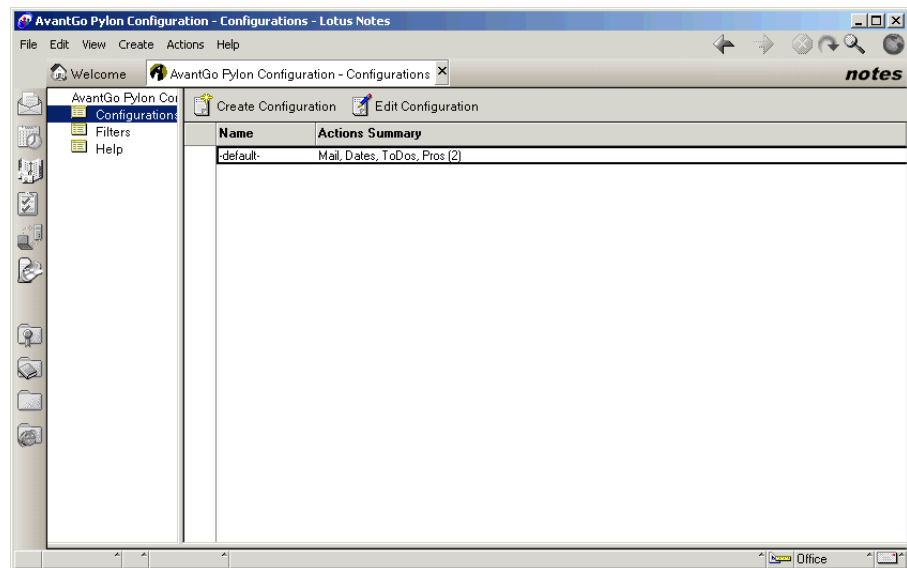 AvantGo Pylon Configuration - Configurations - Lotus Notes
File Edit View Create Actions Help
Welcome AvantGo Pylon Configuration - Configurations notes
AvantGo Pylon Co
Configurations
Filters
Help
Create Configuration Edit Configuration
Name Actions Summary
-default- Mail, Dates, ToDos, Pros (2)
Office